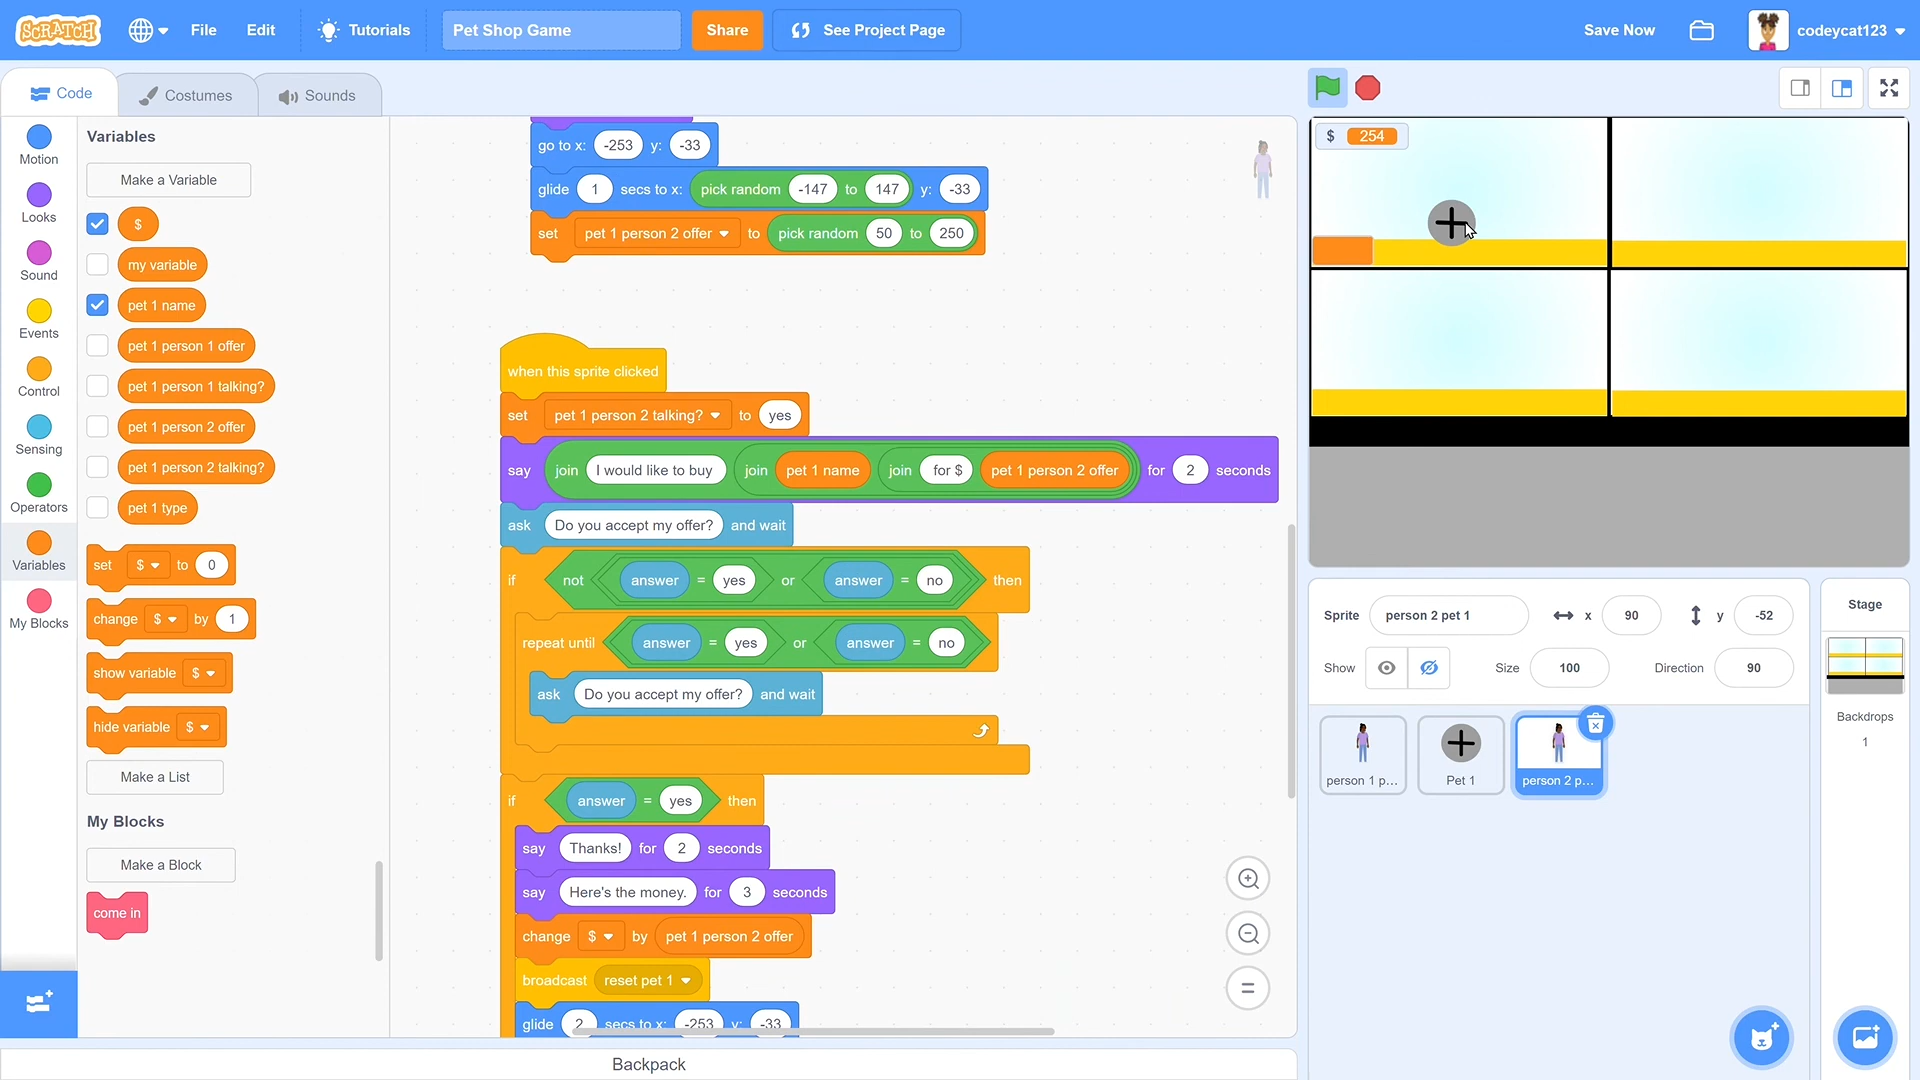 SCRATCH File Edit Tutorials Pet Shop Game Share See Project Page Save Now codeycat123
Code Costumes Sounds
Motion
Looks
Sound
Events
Control
Sensing
Operators
Variables
My Blocks
Variables
Make a Variable
$
my variable
pet 1 name
pet 1 person 1 offer
pet 1 person 1 talking?
pet 1 person 2 offer
pet 1 person 2 talking?
pet 1 type
set $ to 0
change $ by 1
show variable $
hide variable $
Make a List
My Blocks
Make a Block
come in
go to x: -253 y: -33
glide 1 secs to x: pick random -147 to 147 y: -33
set pet 1 person 2 offer to pick random 50 to 250
when this sprite clicked
set pet 1 person 2 talking? to yes
say join I would like to buy join pet 1 name join for $ pet 1 person 2 offer for 2 seconds
ask Do you accept my offer? and wait
if not answer = yes or answer = no then
repeat until answer = yes or answer = no
ask Do you accept my offer? and wait
if answer = yes then
say Thanks! for 2 seconds
say Here's the money. for 3 seconds
change $ by pet 1 person 2 offer
broadcast reset pet 1
glide 2 secs to x: -253 y: -33
Backpack
$ 254
Sprite person 2 pet 1 x 90 y -52
Show Size 100 Direction 90
person 1 p... Pet 1 person 2 p...
Stage
Backdrops
1